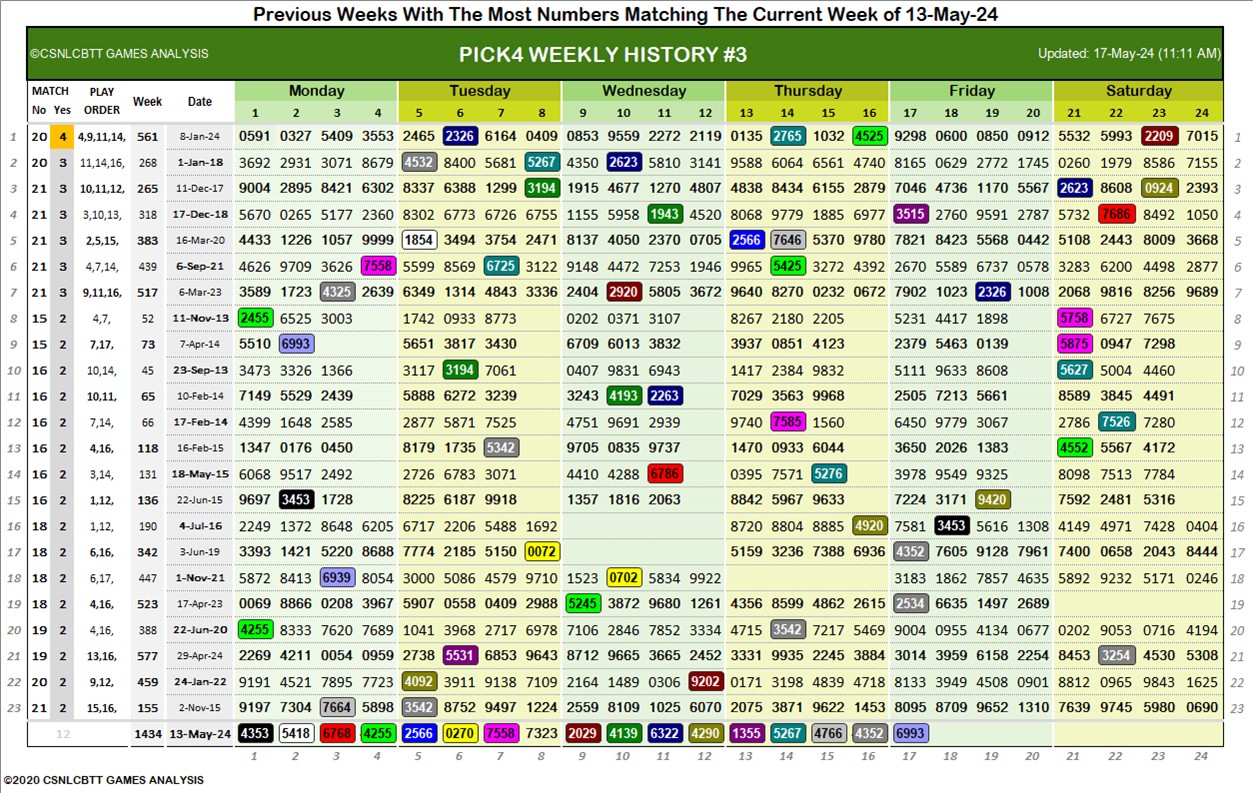 Previous Weeks With The Most Numbers Matching The Current Week of 13-May-24
©CSNLCBTT GAMES ANALYSIS PICK4 WEEKLY HISTORY #3 Updated: 17-May-24 (11:11 AM)
MATCH PLAY Week Date Monday Tuesday Wednesday Thursday Friday Saturday
No Yes ORDER 1 2 3 4 5 6 7 8 9 10 11 12 13 14 15 16 17 18 19 20 21 22 23 24
1 20 4 4,9,11,14, 561 8-Jan-24 0591 0327 5409 3553 2465 2326 6164 0409 0853 9559 2272 2119 0135 2765 1032 4525 9298 0600 0850 0912 5532 5993 2209 7015 1
2 20 3 11,14,16, 268 1-Jan-18 3692 2931 3071 8679 4532 8400 5681 5267 4350 2623 5810 3141 9588 6064 6561 4740 8165 0629 2772 1745 0260 1979 8586 7155 2
3 21 3 10,11,12, 265 11-Dec-17 9004 2895 8421 6302 8337 6388 1299 3194 1915 4677 1270 4807 4838 8434 6155 2879 7046 4736 1170 5567 2623 8608 0924 2393 3
4 21 3 3,10,13, 318 17-Dec-18 5670 0265 5177 2360 8302 6773 6726 6755 1155 5958 1943 4520 8068 9779 1885 6977 3515 2760 9591 2787 5732 7686 8492 1050 4
5 21 3 2,5,15, 383 16-Mar-20 4433 1226 1057 9999 1854 3494 3754 2471 8137 4050 2370 0705 2566 7646 5370 9780 7821 8423 5568 0442 5108 2443 8009 3668 5
6 21 3 4,7,14, 439 6-Sep-21 4626 9709 3626 7558 5599 8569 6725 3122 9148 4472 7253 1946 9965 5425 3272 4392 2670 5589 6737 0578 3283 6200 4498 2877 6
7 21 3 9,11,16, 517 6-Mar-23 3589 1723 4325 2639 6349 1314 4843 3336 2404 2920 5805 3672 9640 8270 0232 0672 7902 1023 2326 1008 2068 9816 8256 9689 7
8 15 2 4,7, 52 11-Nov-13 2455 6525 3003 1742 0933 8773 0202 0371 3107 8267 2180 2205 5231 4417 1898 5758 6727 7675 8
9 15 2 7,17, 73 7-Apr-14 5510 6993 5651 3817 3430 6709 6013 3832 3937 0851 4123 2379 5463 0139 5875 0947 7298 9
10 16 2 10,14, 45 23-Sep-13 3473 3326 1366 3117 3194 7061 0407 9831 6943 1417 2384 9832 5111 9633 8608 5627 5004 4460 10
11 16 2 10,11, 65 10-Feb-14 7149 5529 2439 5888 6272 3239 3243 4193 2263 7029 3563 9968 2505 7213 5661 8589 3845 4491 11
12 16 2 7,14, 66 17-Feb-14 4399 1648 2585 2877 5871 7525 4751 9691 2939 9740 7585 1560 6450 9779 3067 2786 7526 7280 12
13 16 2 4,16, 118 16-Feb-15 1347 0176 0450 8179 1735 5342 9705 0835 9737 1470 0933 6044 3650 2026 1383 4552 5567 4172 13
14 16 2 3,14, 131 18-May-15 6068 9517 2492 2726 6783 3071 4410 4288 6786 0395 7571 5276 3978 9549 9325 8098 7513 7784 14
15 16 2 1,12, 136 22-Jun-15 9697 3453 1728 8225 6187 9918 1357 1816 2063 8842 5967 9633 7224 3171 9420 7592 2481 5316 15
16 18 2 1,12, 190 4-Jul-16 2249 1372 8648 6205 6717 2206 5488 1692 8720 8804 8885 4920 7581 3453 5616 1308 4149 4971 7428 0404 16
17 18 2 6,16, 342 3-Jun-19 3393 1421 5220 8688 7774 2185 5150 0072 5159 3236 7388 6936 4352 7605 9128 7961 7400 0658 2043 8444 17
18 18 2 6,17, 447 1-Nov-21 5872 8413 6939 8054 3000 5086 4579 9710 1523 0702 5834 9922 3183 1862 7857 4635 5892 9232 5171 0246 18
19 18 2 4,16, 523 17-Apr-23 0069 8866 0208 3967 5907 0558 0409 2988 5245 3872 9680 1261 4356 8599 4862 2615 2534 6635 1497 2689 19
20 19 2 4,16, 388 22-Jun-20 4255 8333 7620 7689 1041 3968 2717 6978 7106 2846 7852 3334 4715 3542 7217 5469 9004 0955 4134 0677 0202 9053 0716 4194 20
21 19 2 13,16, 577 29-Apr-24 2269 4211 0054 0959 2738 5531 6853 9643 8712 9665 3665 2452 3331 9935 2245 3884 3014 3959 6158 2254 8453 3254 4530 5308 21
22 20 2 9,12, 459 24-Jan-22 9191 4521 7895 7723 4092 3911 9138 7109 2164 1489 0306 9202 0171 3198 4839 4718 8133 3949 4508 0901 8812 0965 9843 1625 22
23 21 2 15,16, 155 2-Nov-15 9197 7304 7664 5898 3542 8752 9497 1224 2559 8109 1025 6070 2075 3871 9622 1453 8095 8709 9652 1310 7639 9745 5980 0690 23
12 1434 13-May-24 4353 5418 6768 4255 2566 0270 7558 7323 2029 4139 6322 4290 1355 5267 4766 4352 6993
1 2 3 4 5 6 7 8 9 10 11 12 13 14 15 16 17 18 19 20 21 22 23 24
©2020 CSNLCBTT GAMES ANALYSIS